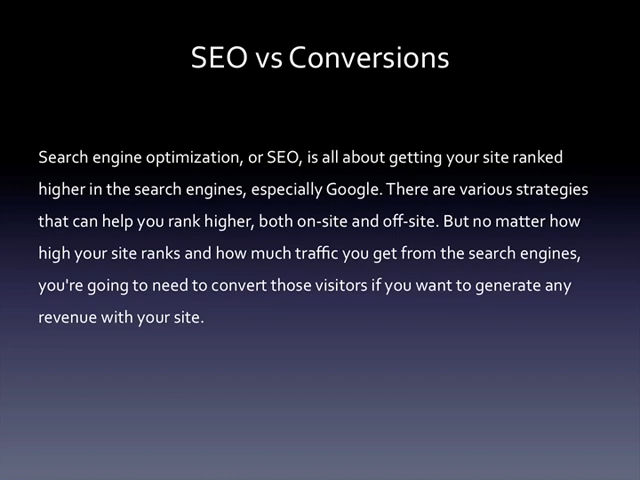 SEO vs Conversions
Search engine optimization, or SEO, is all about getting your site ranked
higher in the search engines, especially Google. There are various strategies
that can help you rank higher, both on-site and off-site. But no matter how
high your site ranks and how much traffic you get from the search engines,
you're going to need to convert those visitors if you want to generate any
revenue with your site.